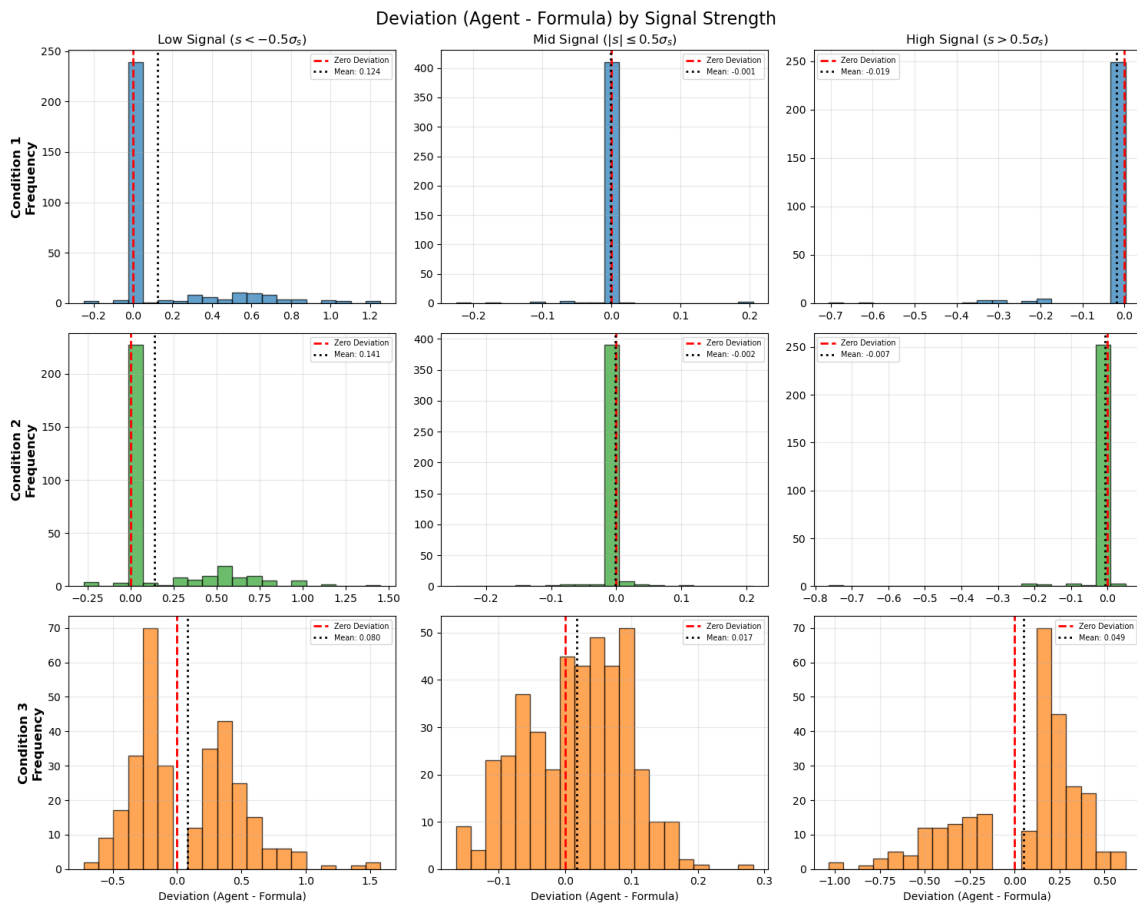 Deviation (Agent - Formula) by Signal Strength
Low Signal (s < −0.5σₛ)
Mid Signal (|s| ≤ 0.5σₛ)
High Signal (s > 0.5σₛ)
Condition 1
Frequency
250
200
150
100
50
0
−0.2 0.0 0.2 0.4 0.6 0.8 1.0 1.2
Zero Deviation
Mean: 0.124
400
350
300
250
200
150
100
50
0
−0.2 −0.1 0.0 0.1 0.2
Zero Deviation
Mean: -0.001
250
200
150
100
50
0
−0.7 −0.6 −0.5 −0.4 −0.3 −0.2 −0.1 0.0
Zero Deviation
Mean: -0.019
Condition 2
Frequency
200
150
100
50
0
−0.25 0.00 0.25 0.50 0.75 1.00 1.25 1.50
Zero Deviation
Mean: 0.141
400
350
300
250
200
150
100
50
0
−0.2 −0.1 0.0 0.1 0.2
Zero Deviation
Mean: -0.002
250
200
150
100
50
0
−0.8 −0.7 −0.6 −0.5 −0.4 −0.3 −0.2 −0.1 0.0
Zero Deviation
Mean: -0.007
Condition 3
Frequency
70
60
50
40
30
20
10
0
−0.5 0.0 0.5 1.0 1.5
Deviation (Agent - Formula)
Zero Deviation
Mean: 0.080
50
40
30
20
10
0
−0.1 0.0 0.1 0.2 0.3
Deviation (Agent - Formula)
Zero Deviation
Mean: 0.017
70
60
50
40
30
20
10
0
−1.00 −0.75 −0.50 −0.25 0.00 0.25 0.50
Deviation (Agent - Formula)
Zero Deviation
Mean: 0.049